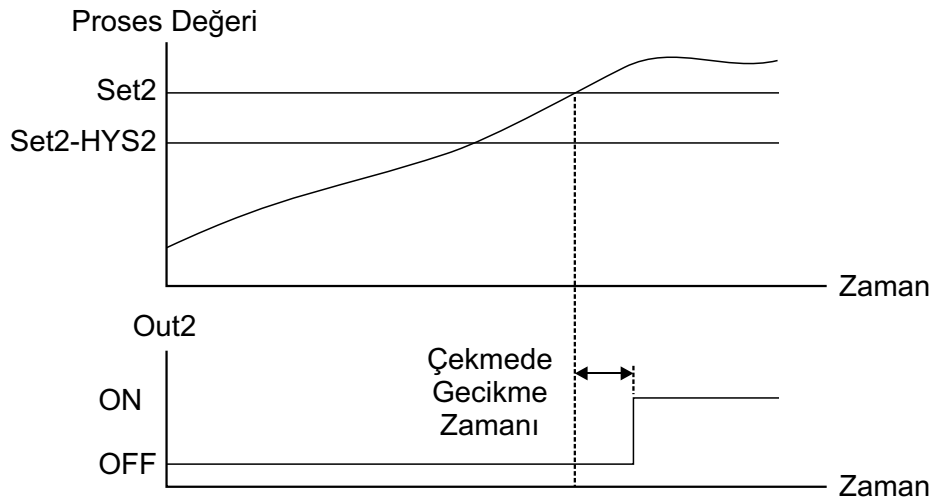 Proses Değeri
Set2
Set2-HYS2
Zaman
Out2
Çekmede
Gecikme
Zamanı
ON
OFF
Zaman